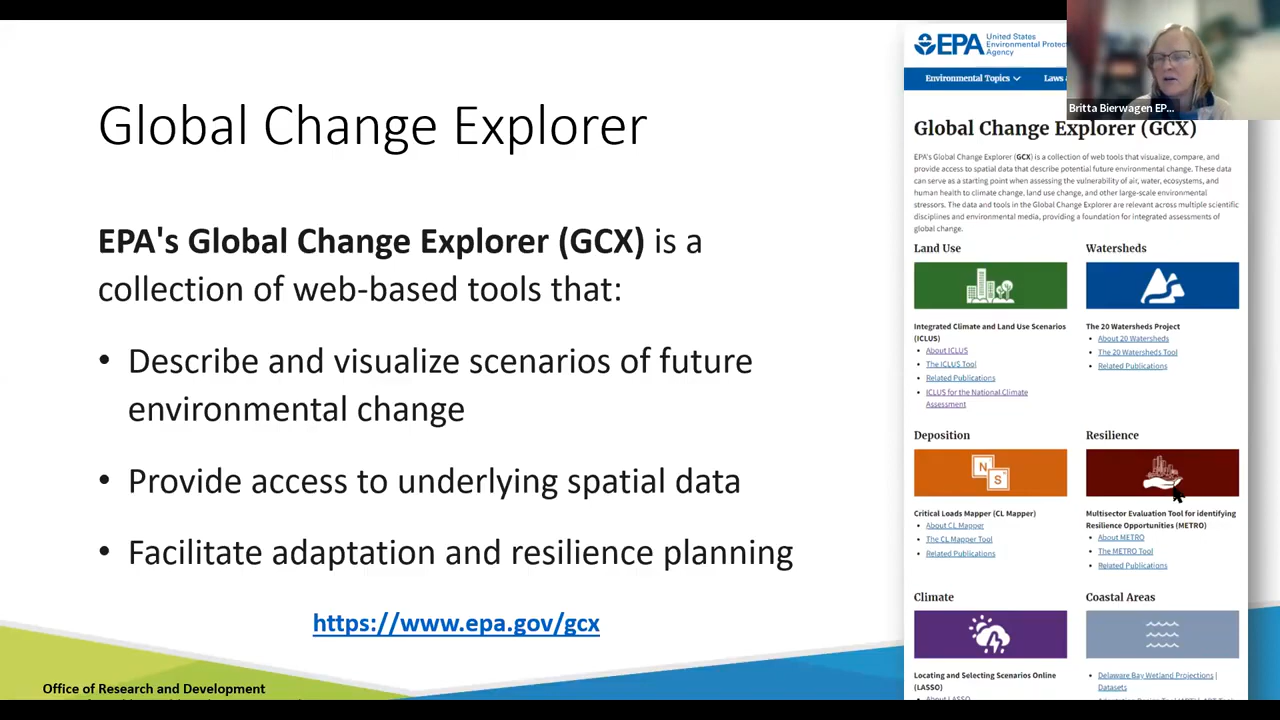 Global Change Explorer
EPA's Global Change Explorer (GCX) is a
collection of web-based tools that:
• Describe and visualize scenarios of future
environmental change
• Provide access to underlying spatial data
• Facilitate adaptation and resilience planning
https://www.epa.gov/gcx
Office of Research and Development
EPA United States
Environmental Protec
Agency
Environmental Topics
Laws
Britta Bierwagen EP...
Global Change Explorer (GCX)
EPA's Global Change Explorer (GCX) is a collection of web tools that visualize, compare, and
provide access to spatial data that describe potential future environmental change. These data
can serve as a starting point when assessing the vulnerability of air, water, ecosystems, and
human health to climate change, land use change, and other large-scale environmental
stressors. The data and tools in the Global Change Explorer are relevant across multiple scientific
disciplines and environmental media, providing a foundation for integrated assessments of
global change.
Land Use
Integrated Climate and Land Use Scenarios
(ICLUS)
• About ICLUS
• The ICLUS Tool
• Related Publications
• ICLUS for the National Climate
Assessment
Watersheds
The 20 Watersheds Project
• About 20 Watersheds
• The 20 Watersheds Tool
• Related Publications
Deposition
N
S
Critical Loads Mapper (CL Mapper)
• About CL Mapper
• The CL Mapper Tool
• Related Publications
Resilience
Multisector Evaluation Tool for identifying
Resilience Opportunities (METRO)
• About METRO
• The METRO Tool
• Related Publications
Climate
Locating and Selecting Scenarios Online
(LASSO)
Coastal Areas
• Delaware Bay Wetland Projections |
Datasets